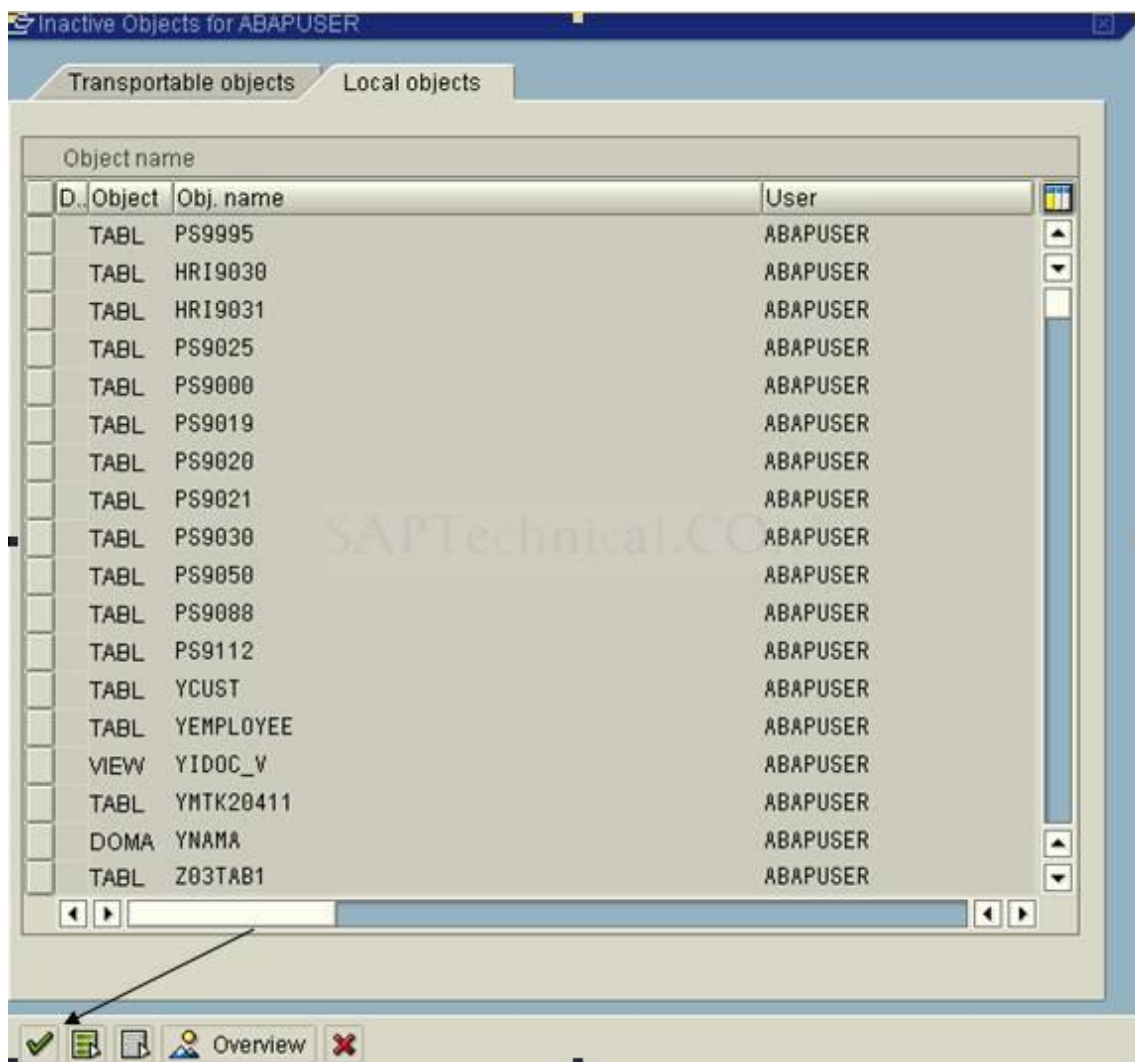 Inactive Objects for ABAPUSER
Transportable objects Local objects
Object name
D.. Object Obj. name User
TABL PS9995 ABAPUSER
TABL HRI9030 ABAPUSER
TABL HRI9031 ABAPUSER
TABL PS9025 ABAPUSER
TABL PS9000 ABAPUSER
TABL PS9019 ABAPUSER
TABL PS9020 ABAPUSER
TABL PS9021 ABAPUSER
SAPTechnical.CO
TABL PS9030 ABAPUSER
TABL PS9050 ABAPUSER
TABL PS9088 ABAPUSER
TABL PS9112 ABAPUSER
TABL YCUST ABAPUSER
TABL YEMPLOYEE ABAPUSER
VIEW YIDOC_V ABAPUSER
TABL YMTK20411 ABAPUSER
DOMA YNAMA ABAPUSER
TABL Z03TAB1 ABAPUSER
Overview